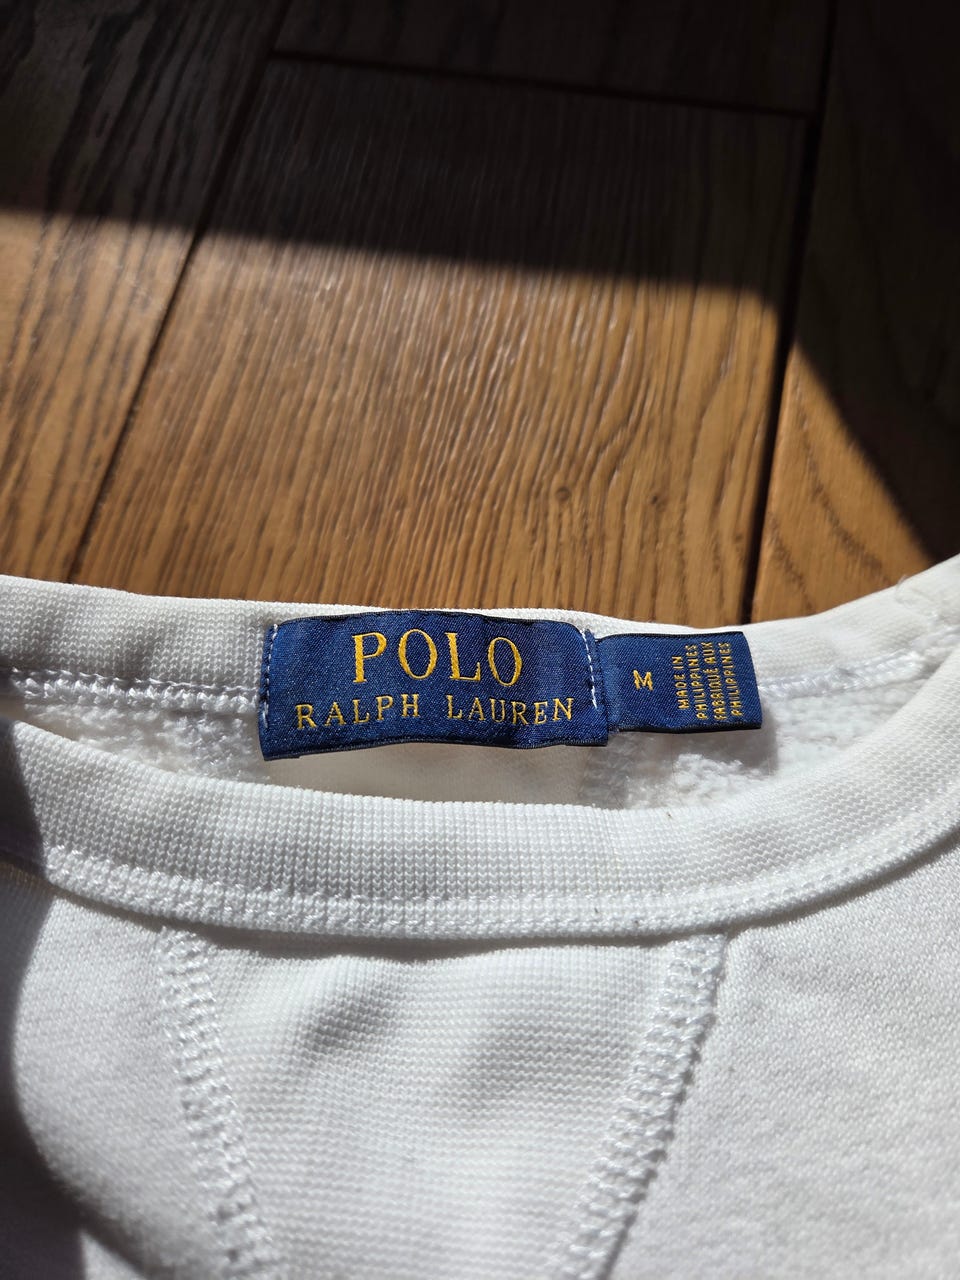 POLO
RALPH LAUREN
M
MADE IN
PHILIPPINES
FABRIQUÉ AUX
PHILIPPINES